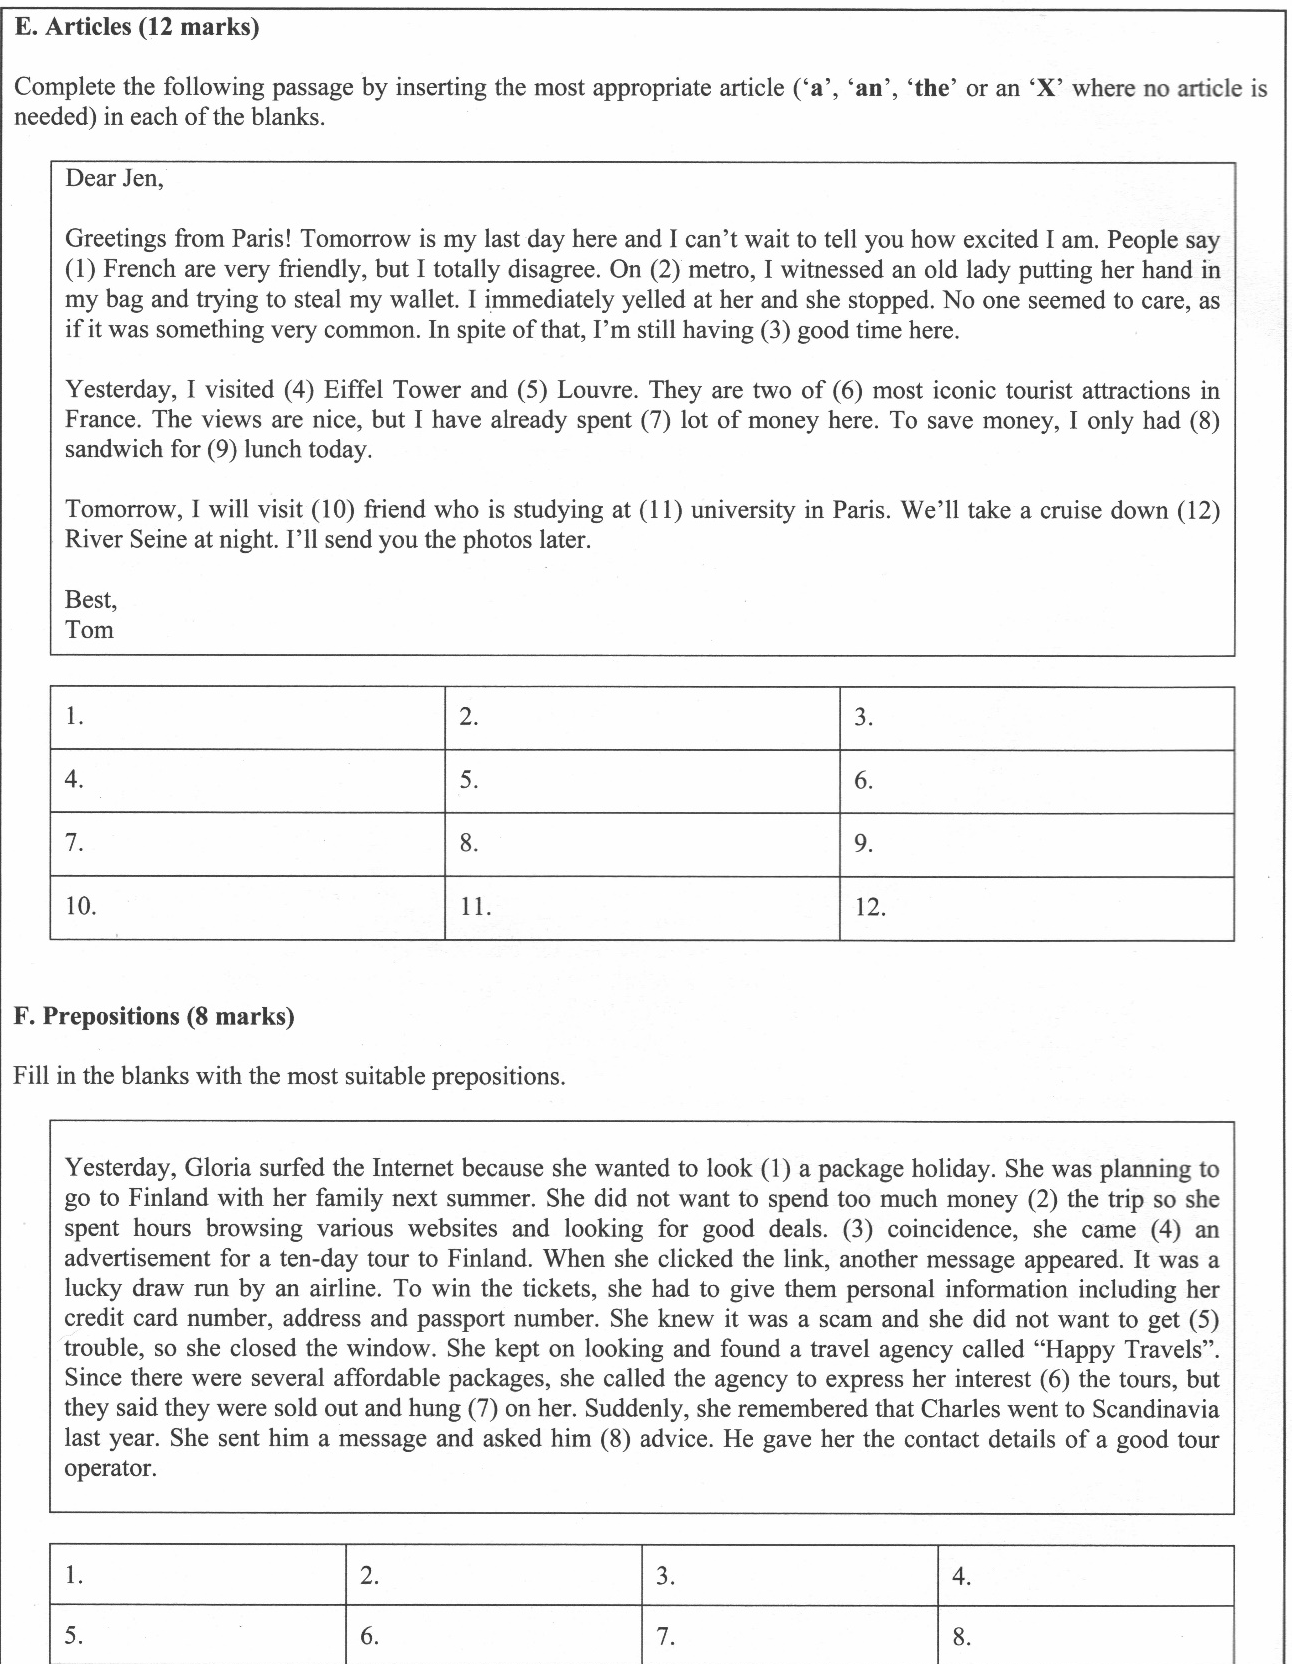 E. Articles (12 marks)
Complete the following passage by inserting the most appropriate article (‘a’, ‘an’, ‘the’ or an ‘X’ where no article is
needed) in each of the blanks.
Dear Jen,
Greetings from Paris! Tomorrow is my last day here and I can’t wait to tell you how excited I am. People say
(1) French are very friendly, but I totally disagree. On (2) metro, I witnessed an old lady putting her hand in
my bag and trying to steal my wallet. I immediately yelled at her and she stopped. No one seemed to care, as
if it was something very common. In spite of that, I’m still having (3) good time here.
Yesterday, I visited (4) Eiffel Tower and (5) Louvre. They are two of (6) most iconic tourist attractions in
France. The views are nice, but I have already spent (7) lot of money here. To save money, I only had (8)
sandwich for (9) lunch today.
Tomorrow, I will visit (10) friend who is studying at (11) university in Paris. We’ll take a cruise down (12)
River Seine at night. I’ll send you the photos later.
Best,
Tom
1. 2. 3.
4. 5. 6.
7. 8. 9.
10. 11. 12.
F. Prepositions (8 marks)
Fill in the blanks with the most suitable prepositions.
Yesterday, Gloria surfed the Internet because she wanted to look (1) a package holiday. She was planning to
go to Finland with her family next summer. She did not want to spend too much money (2) the trip so she
spent hours browsing various websites and looking for good deals. (3) coincidence, she came (4) an
advertisement for a ten-day tour to Finland. When she clicked the link, another message appeared. It was a
lucky draw run by an airline. To win the tickets, she had to give them personal information including her
credit card number, address and passport number. She knew it was a scam and she did not want to get (5)
trouble, so she closed the window. She kept on looking and found a travel agency called “Happy Travels”.
Since there were several affordable packages, she called the agency to express her interest (6) the tours, but
they said they were sold out and hung (7) on her. Suddenly, she remembered that Charles went to Scandinavia
last year. She sent him a message and asked him (8) advice. He gave her the contact details of a good tour
operator.
1. 2. 3. 4.
5. 6. 7. 8.